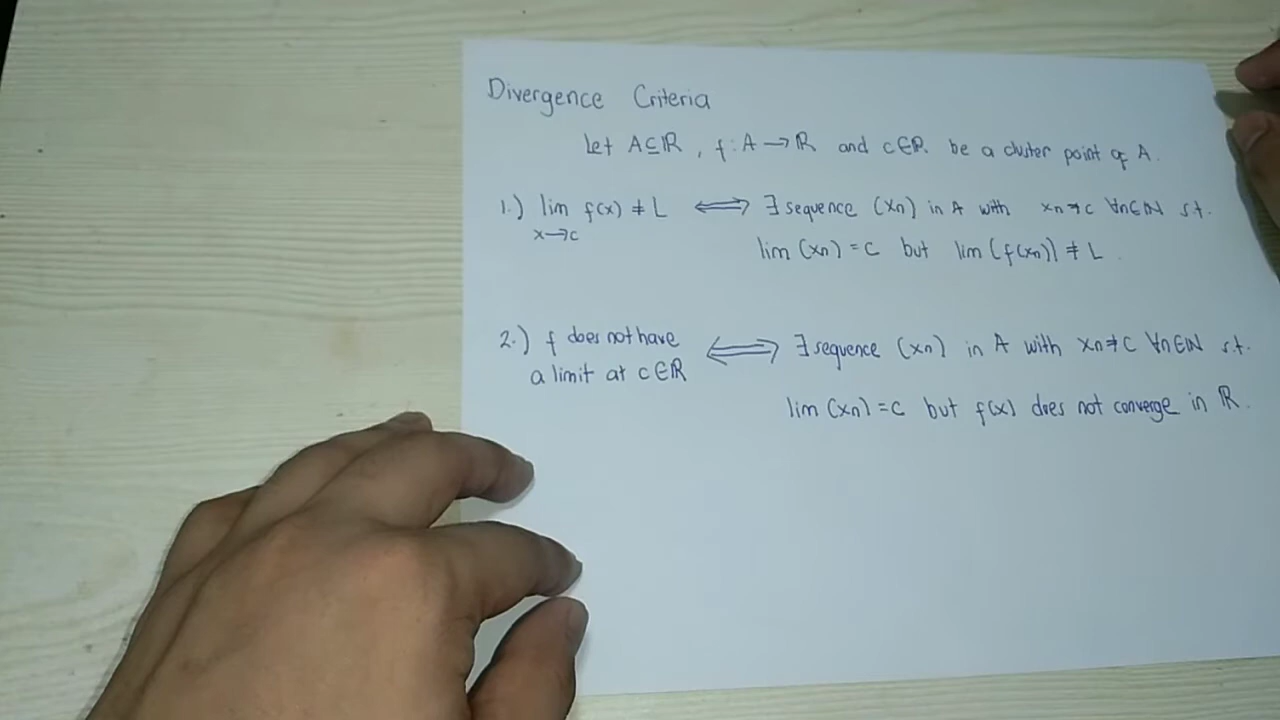 Divergence Criteria
Let A⊆ℝ, f: A → ℝ and c∈ℝ. be a cluster point of A.
1.) lim f(x) ≠ L ⟺ ∃ sequence (xn) in A with xn≠c ∀n∈ℕ s.t.
x→c
lim (xn) = c but lim (f(xn)) ≠ L.
2.) f does not have ⟺ ∃ sequence (xn) in A with xn≠c ∀n∈ℕ s.t.
a limit at c∈ℝ
lim (xn) = c but f(x) does not converge in ℝ.